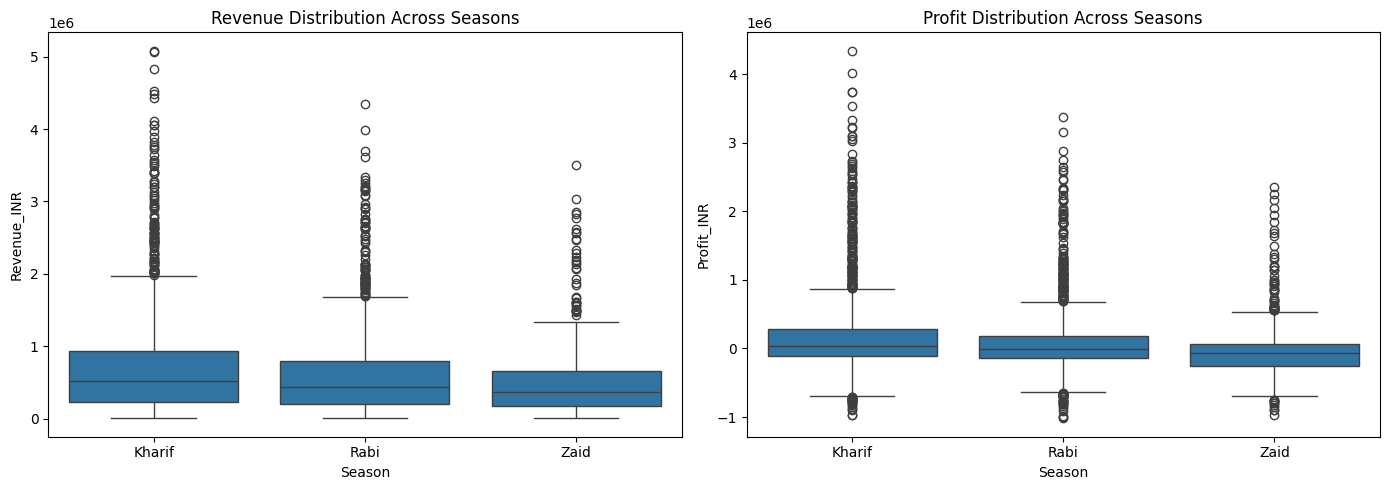 Revenue Distribution Across Seasons
1e6
5
4
3
2
1
0
Revenue_INR
Kharif Rabi Zaid
Season
Profit Distribution Across Seasons
1e6
4
3
2
1
0
−1
Profit_INR
Kharif Rabi Zaid
Season